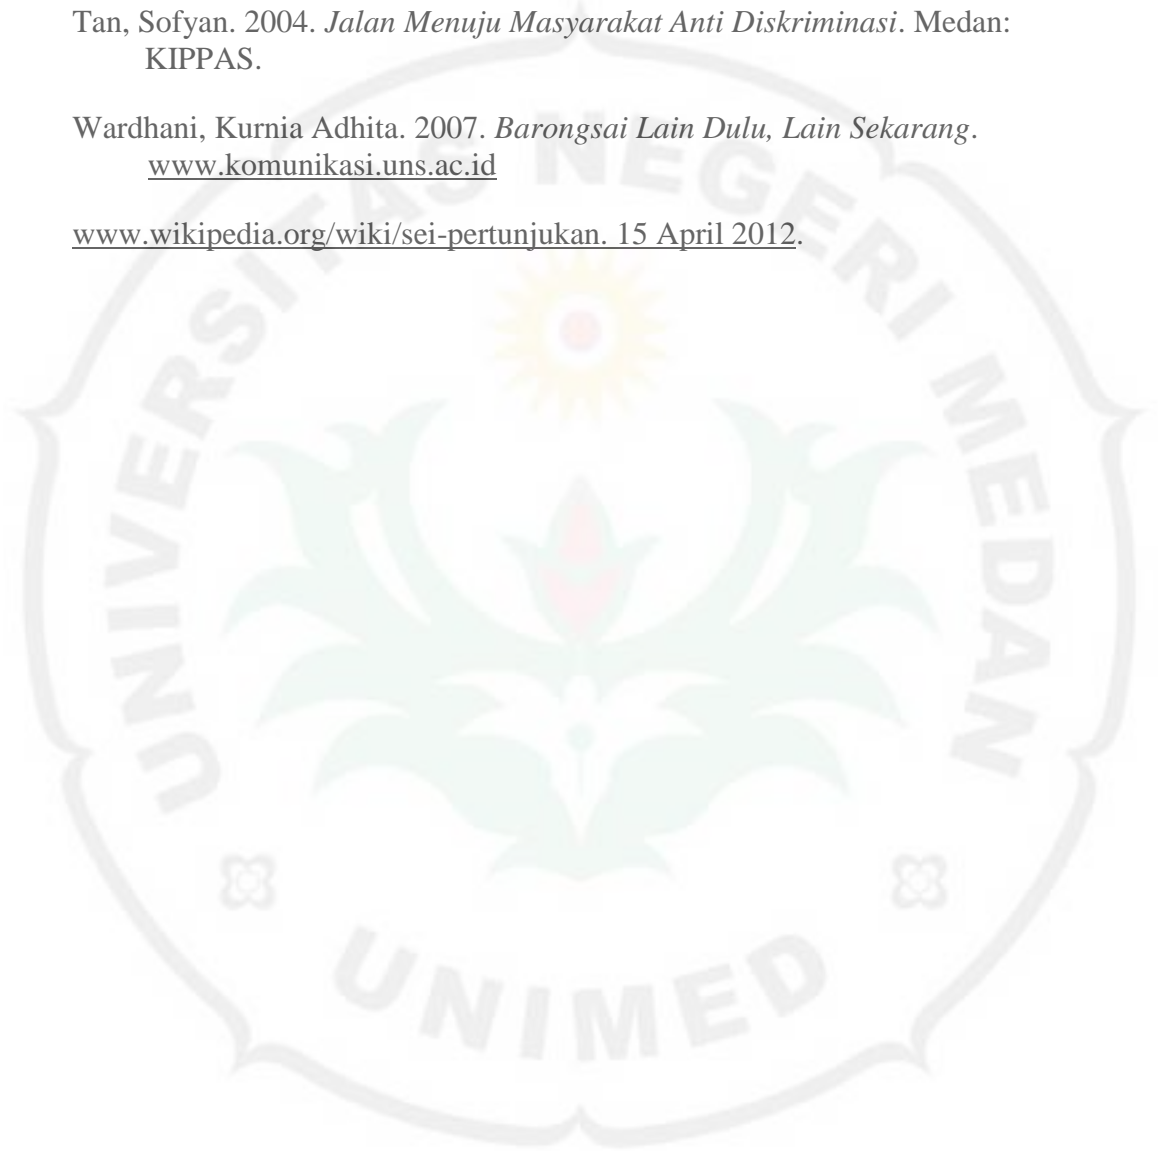 Tan, Sofyan. 2004. Jalan Menuju Masyarakat Anti Diskriminasi. Medan:
KIPPAS.
Wardhani, Kurnia Adhita. 2007. Barongsai Lain Dulu, Lain Sekarang.
www.komunikasi.uns.ac.id
www.wikipedia.org/wiki/sei-pertunjukan. 15 April 2012.
UNIVERSITAS NEGERI MEDAN
UNIMED